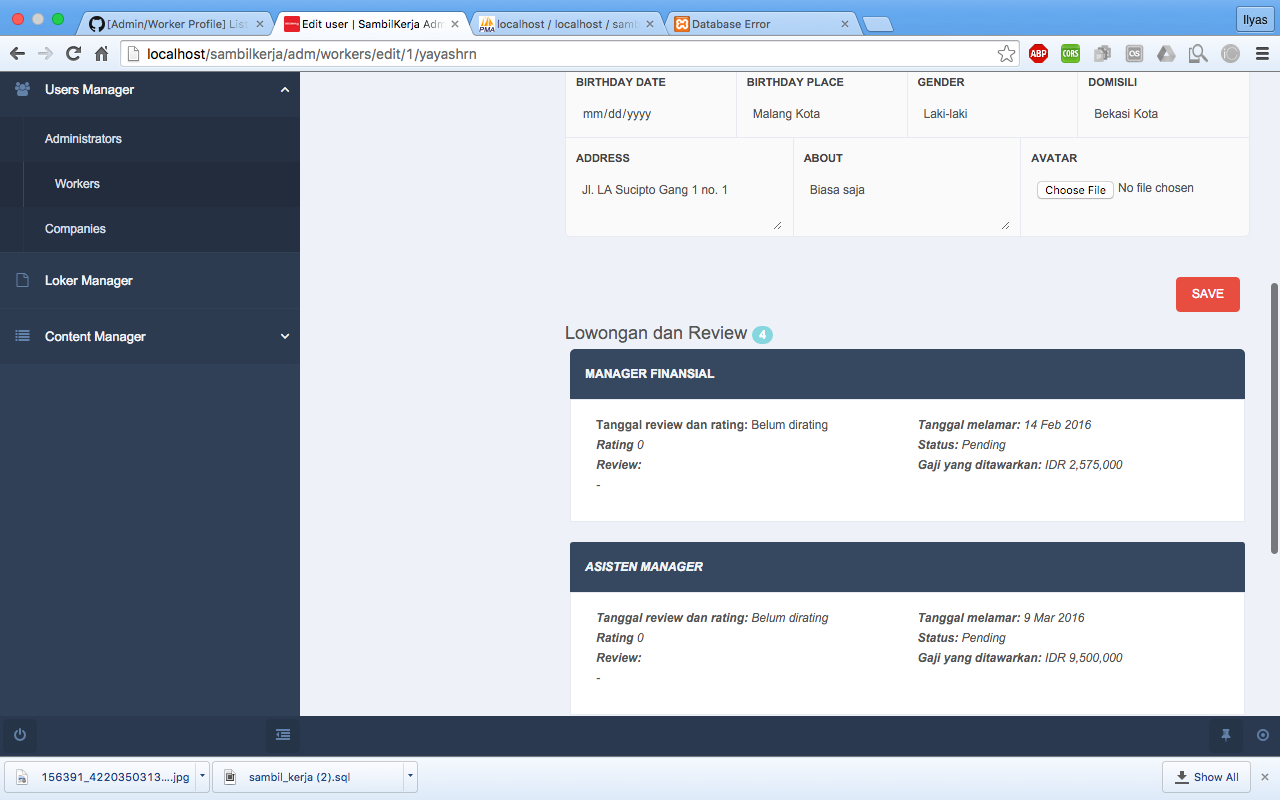 [Admin/Worker Profile] List
Edit user | SambilKerja Adm
localhost / localhost / samb
Database Error
Ilyas
localhost/sambilkerja/adm/workers/edit/1/yayashrn
ABP
CORS
OS
PMA
Users Manager
Administrators
Workers
Companies
Loker Manager
Content Manager
BIRTHDAY DATE
BIRTHDAY PLACE
GENDER
DOMISILI
mm/dd/yyyy
Malang Kota
Laki-laki
Bekasi Kota
ADDRESS
ABOUT
AVATAR
Jl. LA Sucipto Gang 1 no. 1
Biasa saja
Choose File No file chosen
SAVE
Lowongan dan Review 4
MANAGER FINANSIAL
Tanggal review dan rating: Belum dirating
Rating 0
Review:
-
Tanggal melamar: 14 Feb 2016
Status: Pending
Gaji yang ditawarkan: IDR 2,575,000
ASISTEN MANAGER
Tanggal review dan rating: Belum dirating
Rating 0
Review:
-
Tanggal melamar: 9 Mar 2016
Status: Pending
Gaji yang ditawarkan: IDR 9,500,000
156391_4220350313....jpg
sambil_kerja (2).sql
Show All